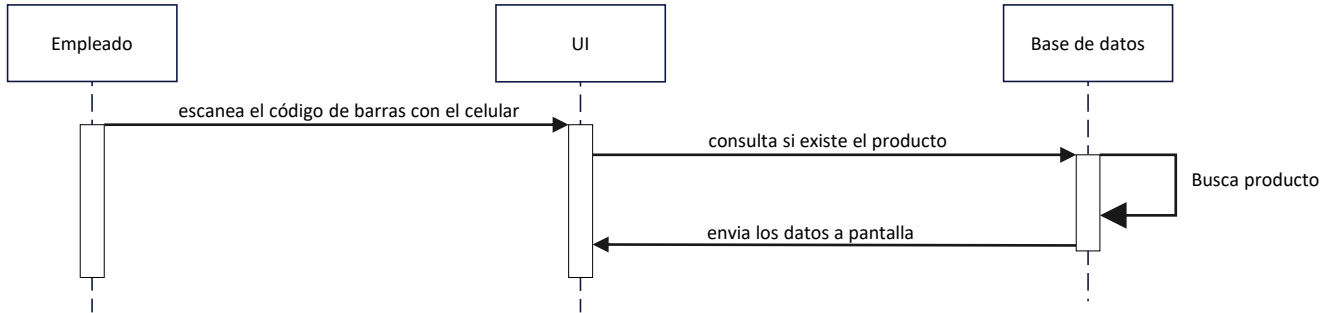 Empleado
UI
Base de datos
escanea el código de barras con el celular
consulta si existe el producto
Busca producto
envia los datos a pantalla